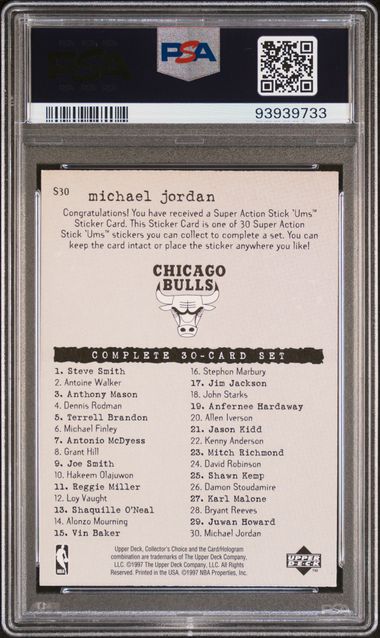 PSA
93939733
S30 michael jordan
Congratulations! You have received a Super Action Stick 'Ums™
Sticker Card. This Sticker Card is one of 30 Super Action
Stick 'Ums™ stickers you can collect to complete a set. You can
keep the card intact or place the sticker anywhere you like!
CHICAGO
BULLS
COMPLETE 30-CARD SET
1. Steve Smith
2. Antoine Walker
3. Anthony Mason
4. Dennis Rodman
5. Terrell Brandon
6. Michael Finley
7. Antonio McDyess
8. Grant Hill
9. Joe Smith
10. Hakeem Olajuwon
11. Reggie Miller
12. Loy Vaught
13. Shaquille O'Neal
14. Alonzo Mourning
15. Vin Baker
16. Stephon Marbury
17. Jim Jackson
18. John Starks
19. Anfernee Hardaway
20. Allen Iverson
21. Jason Kidd
22. Kenny Anderson
23. Mitch Richmond
24. David Robinson
25. Shawn Kemp
26. Damon Stoudamire
27. Karl Malone
28. Bryant Reeves
29. Juwan Howard
30. Michael Jordan
NBA
Upper Deck, Collector's Choice and the Card/Hologram
combination are trademarks of The Upper Deck Company,
LLC. ©1997 The Upper Deck Company, LLC. All Rights
Reserved. Printed in the USA. ©1997 NBA Properties, Inc.
UPPER
DECK